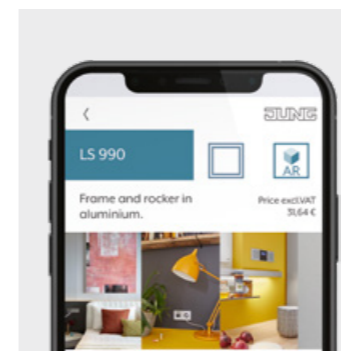 JUNG
LS 990
AR
Frame and rocker in
aluminium.
Price excl.VAT
31,64 €